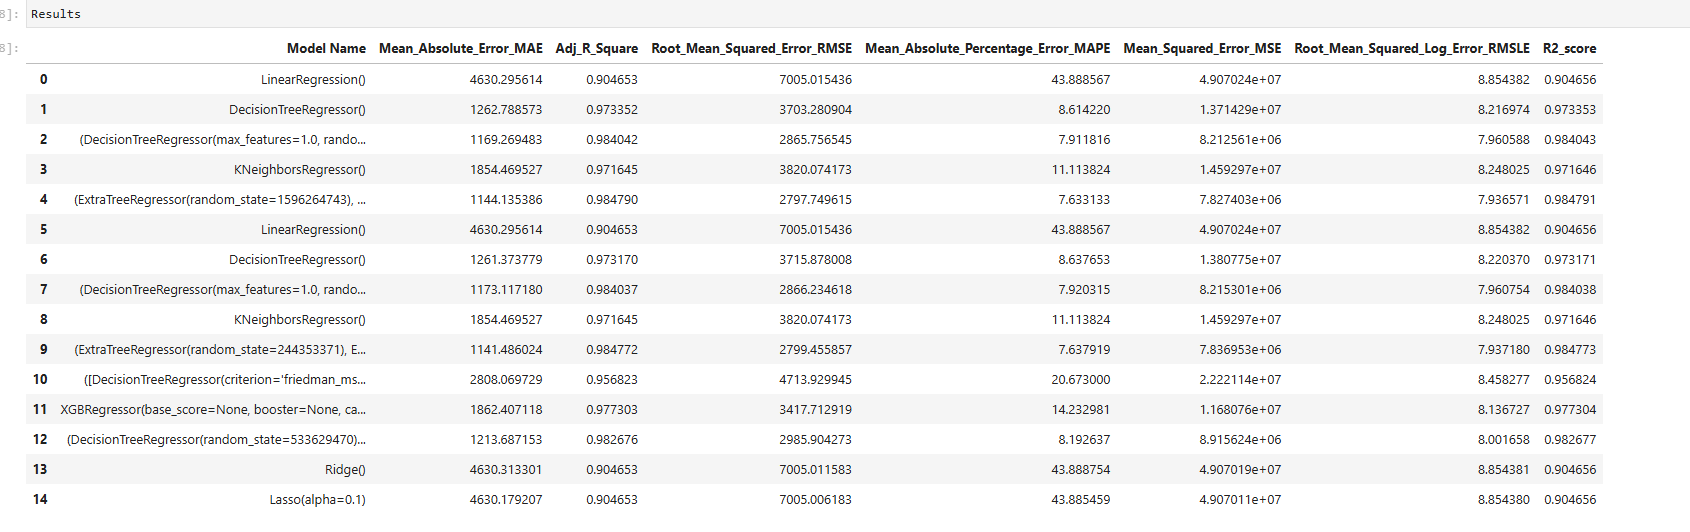 8]: Results
8]: Model Name Mean_Absolute_Error_MAE Adj_R_Square Root_Mean_Squared_Error_RMSE Mean_Absolute_Percentage_Error_MAPE Mean_Squared_Error_MSE Root_Mean_Squared_Log_Error_RMSLE R2_score
0 LinearRegression() 4630.295614 0.904653 7005.015436 43.888567 4.907024e+07 8.854382 0.904656
1 DecisionTreeRegressor() 1262.788573 0.973352 3703.280904 8.614220 1.371429e+07 8.216974 0.973353
2 (DecisionTreeRegressor(max_features=1.0, rando... 1169.269483 0.984042 2865.756545 7.911816 8.212561e+06 7.960588 0.984043
3 KNeighborsRegressor() 1854.469527 0.971645 3820.074173 11.113824 1.459297e+07 8.248025 0.971646
4 (ExtraTreeRegressor(random_state=1596264743), ... 1144.135386 0.984790 2797.749615 7.633133 7.827403e+06 7.936571 0.984791
5 LinearRegression() 4630.295614 0.904653 7005.015436 43.888567 4.907024e+07 8.854382 0.904656
6 DecisionTreeRegressor() 1261.373779 0.973170 3715.878008 8.637653 1.380775e+07 8.220370 0.973171
7 (DecisionTreeRegressor(max_features=1.0, rando... 1173.117180 0.984037 2866.234618 7.920315 8.215301e+06 7.960754 0.984038
8 KNeighborsRegressor() 1854.469527 0.971645 3820.074173 11.113824 1.459297e+07 8.248025 0.971646
9 (ExtraTreeRegressor(random_state=244353371), E... 1141.486024 0.984772 2799.455857 7.637919 7.836953e+06 7.937180 0.984773
10 ([DecisionTreeRegressor(criterion='friedman_ms... 2808.069729 0.956823 4713.929945 20.673000 2.222114e+07 8.458277 0.956824
11 XGBRegressor(base_score=None, booster=None, ca... 1862.407118 0.977303 3417.712919 14.232981 1.168076e+07 8.136727 0.977304
12 (DecisionTreeRegressor(random_state=533629470)... 1213.687153 0.982676 2985.904273 8.192637 8.915624e+06 8.001658 0.982677
13 Ridge() 4630.313301 0.904653 7005.011583 43.888754 4.907019e+07 8.854381 0.904656
14 Lasso(alpha=0.1) 4630.179207 0.904653 7005.006183 43.885459 4.907011e+07 8.854380 0.904656